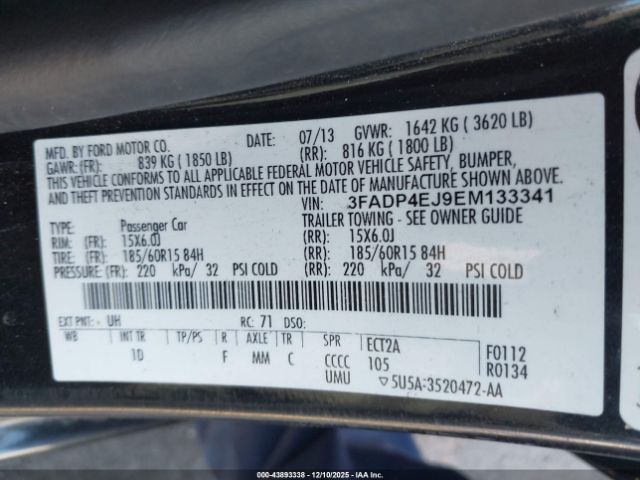 MFD. BY FORD MOTOR CO. DATE: 07/13 GVWR: 1642 KG ( 3620 LB)
GAWR: (FR): 839 KG ( 1850 LB) (RR): 816 KG ( 1800 LB)
THIS VEHICLE CONFORMS TO ALL APPLICABLE FEDERAL MOTOR VEHICLE SAFETY, BUMPER,
AND THEFT PREVENTION STANDARDS IN EFFECT ON THE DATE OF MANUFACTURE SHOWN ABOVE.
VIN: 3FADP4EJ9EM133341
TYPE: Passenger Car TRAILER TOWING - SEE OWNER GUIDE
RIM: (FR): 15X6.0J (RR): 15X6.0J
TIRE: (FR): 185/60R15 84H (RR): 185/60R15 84H
PRESSURE: (FR): 220 kPa/ 32 PSI COLD (RR): 220 kPa/ 32 PSI COLD
EXT PNT: UH RC: 71 DSO:
WB INT TR TP/PS R AXLE TR SPR ECT2A F0112
1D F MM C CCCC 105 R0134
UMU ▽5U5A-3520472-AA
000-43893338 - 12/10/2025 - IAA Inc.